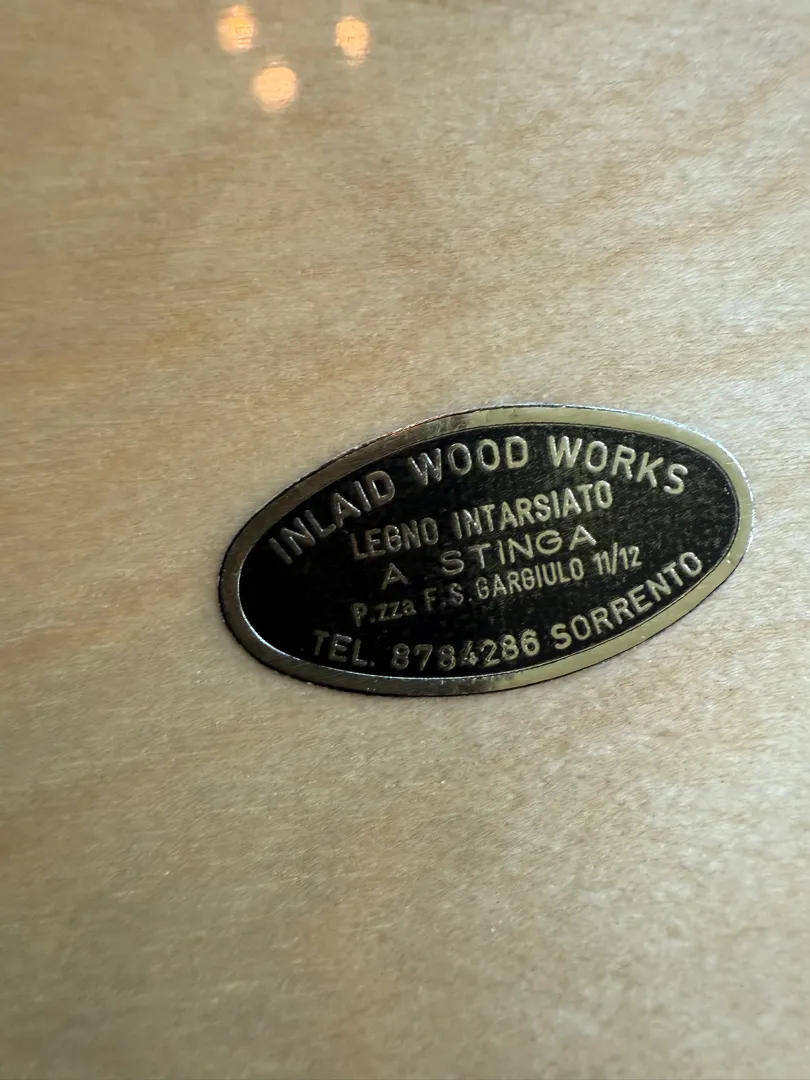 INLAID WOOD WORKS
LEGNO INTARSIATO
A STINGA
P.zza F.S.GARGIULO 11/12
TEL. 8784286 SORRENTO